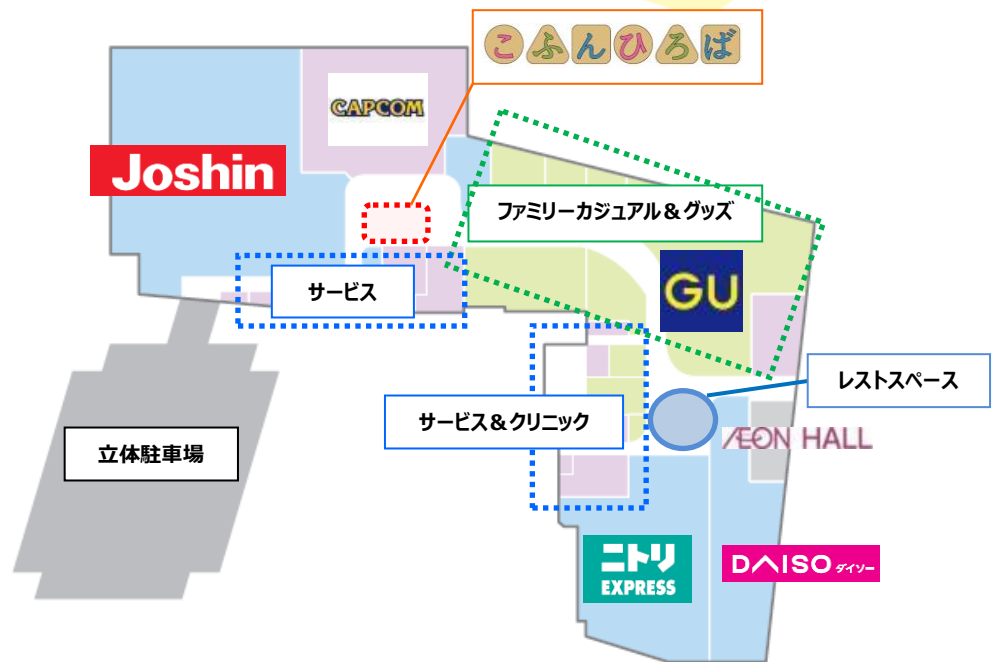 こふんひろば
CAPCOM
Joshin
ファミリーカジュアル＆グッズ
サービス
GU
レストスペース
サービス＆クリニック
ÆON HALL
立体駐車場
ニトリ
EXPRESS
DAISO ダイソー